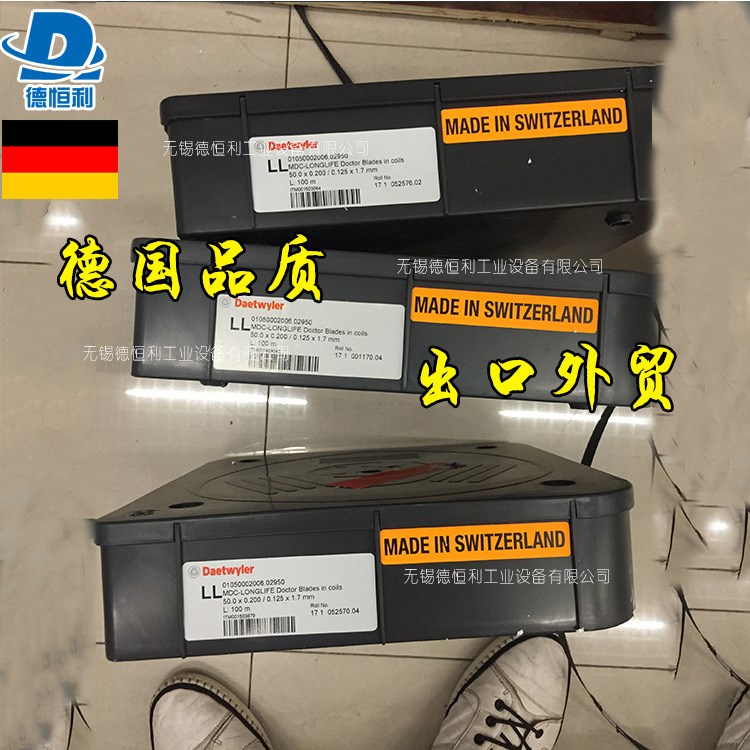 德恒利
MADE IN SWITZERLAND
Daetwyler
无锡德恒利工业设备有限公司
LL
01050002006.02950
MDC-LONGLIFE Doctor Blades in coils
50.0 x 0.200 / 0.125 x 1.7 mm
L: 100 m
Roll No
17 1 052576.02
ITM001503064
德国品质
无锡德恒利工业设备有限公司
Daetwyler
MADE IN SWITZERLAND
LL
01050002006.02950
MDC-LONGLIFE Doctor Blades in coils
50.0 x 0.200 / 0.125 x 1.7 mm
L: 100 m
Roll No
17 1 001170.04
无锡德恒利工业设备有限公司
出口外贸
MADE IN SWITZERLAND
Daetwyler
无锡德恒利工业设备有限公司
LL
01050002006.02950
MDC-LONGLIFE Doctor Blades in coils
50.0 x 0.200 / 0.125 x 1.7 mm
L: 100 m
Roll No
17 1 052570.04
ITM001503670